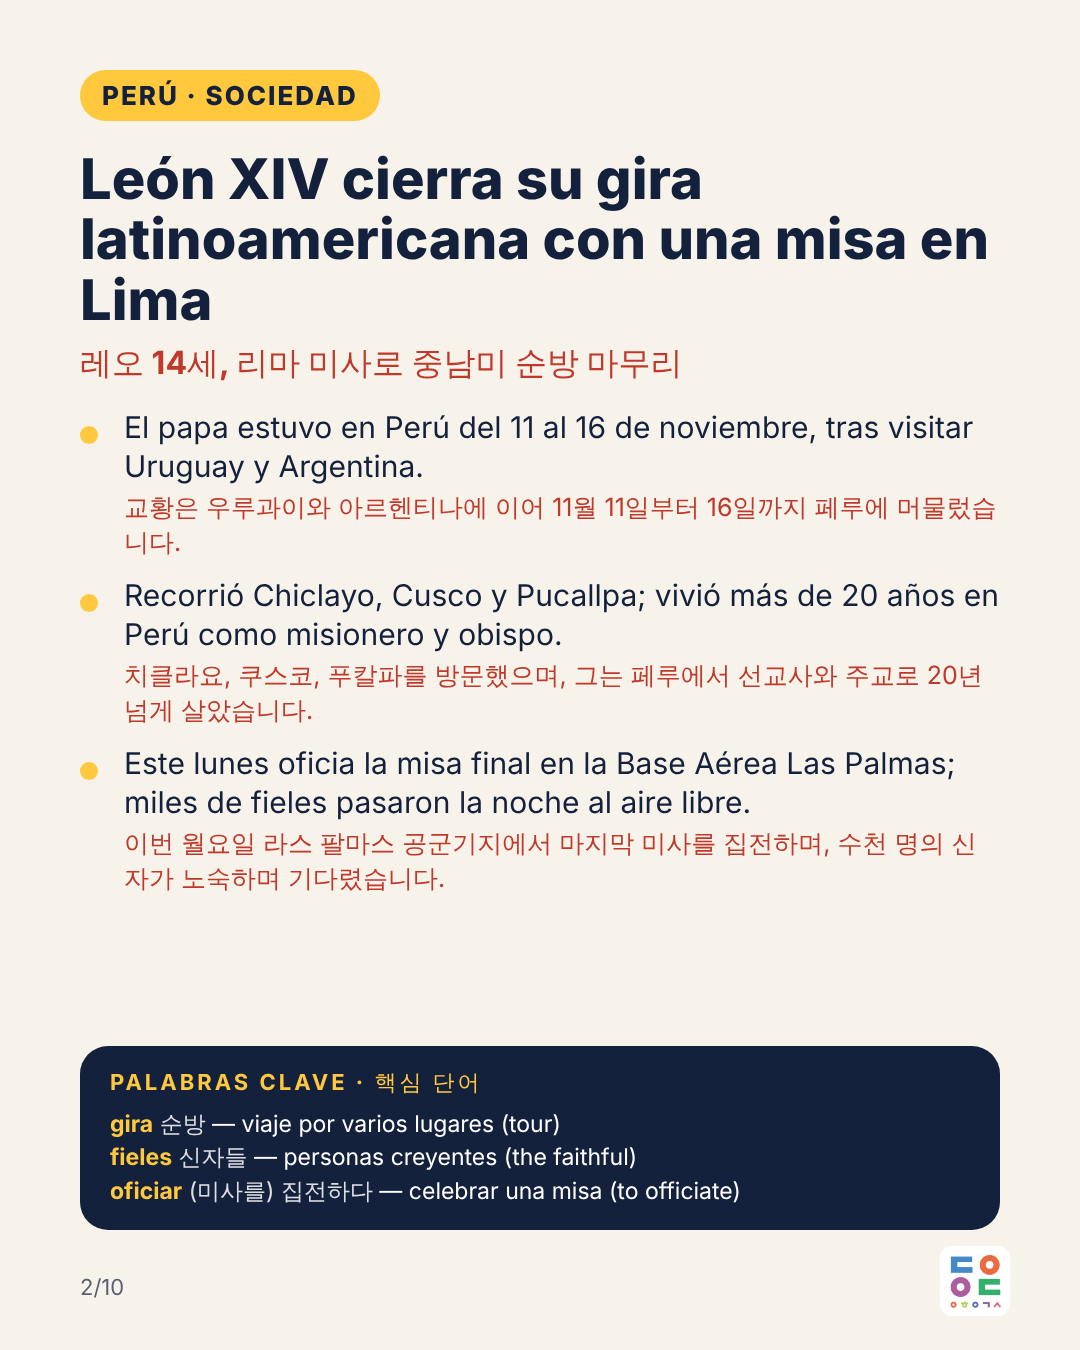 PERÚ · SOCIEDAD
León XIV cierra su gira
latinoamericana con una misa en
Lima
레오 14세, 리마 미사로 중남미 순방 마무리
El papa estuvo en Perú del 11 al 16 de noviembre, tras visitar
Uruguay y Argentina.
교황은 우루과이와 아르헨티나에 이어 11월 11일부터 16일까지 페루에 머물렀습
니다.
Recorrió Chiclayo, Cusco y Pucallpa; vivió más de 20 años en
Perú como misionero y obispo.
치클라요, 쿠스코, 푸칼파를 방문했으며, 그는 페루에서 선교사와 주교로 20년
넘게 살았습니다.
Este lunes oficia la misa final en la Base Aérea Las Palmas;
miles de fieles pasaron la noche al aire libre.
이번 월요일 라스 팔마스 공군기지에서 마지막 미사를 집전하며, 수천 명의 신
자가 노숙하며 기다렸습니다.
PALABRAS CLAVE · 핵심 단어
gira 순방 — viaje por varios lugares (tour)
fieles 신자들 — personas creyentes (the faithful)
oficiar (미사를) 집전하다 — celebrar una misa (to officiate)
2/10